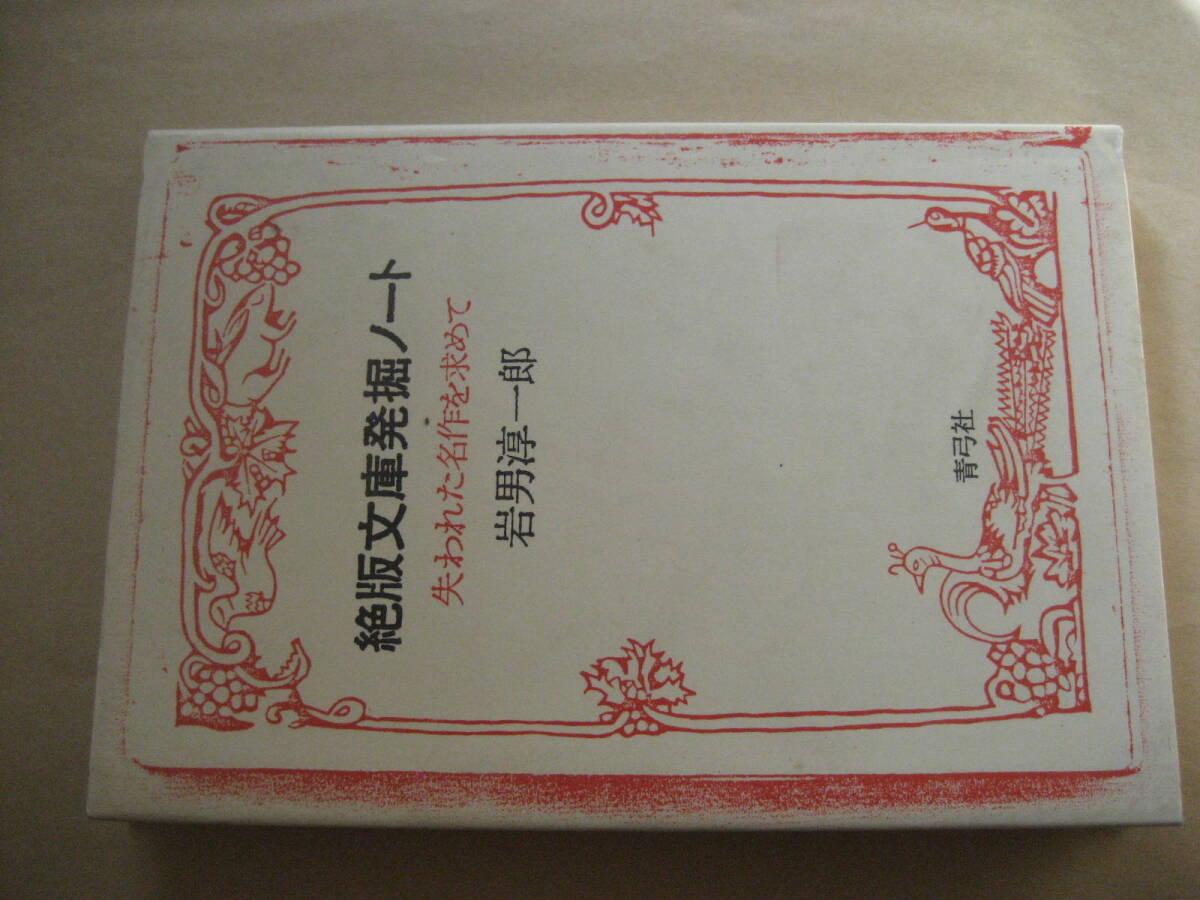 絶版文庫発掘ノート
失われた名作を求めて
岩男淳一郎
青弓社